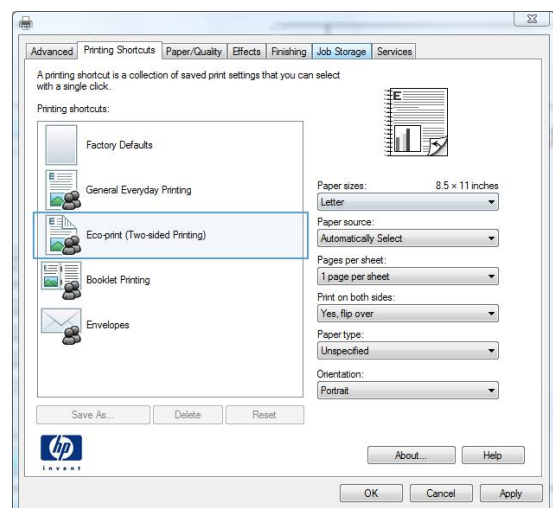 Advanced Printing Shortcuts Paper/Quality Effects Finishing Job Storage Services
A printing shortcut is a collection of saved print settings that you can select
with a single click.
Printing shortcuts:
Factory Defaults
E
General Everyday Printing
E
Eco-print (Two-sided Printing)
E
Booklet Printing
Envelopes
E
Paper sizes: 8.5 × 11 inches
Letter
Paper source:
Automatically Select
Pages per sheet:
1 page per sheet
Print on both sides:
Yes, flip over
Paper type:
Unspecified
Orientation:
Portrait
Save As... Delete Reset
hp
invent
About... Help
OK Cancel Apply